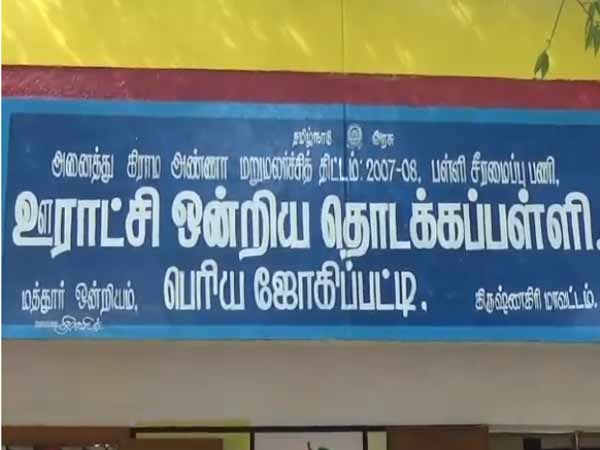 தமிழ்நாடு அரசு
அனைத்து கிராம அண்ணா மறுமலர்ச்சித் திட்டம்: 2007-08, பள்ளி சீரமைப்பு பணி,
ஊராட்சி ஒன்றிய தொடக்கப்பள்ளி.
மத்தூர் ஒன்றியம், பெரிய ஜோகிப்பட்டி. கிருஷ்ணகிரி மாவட்டம்.